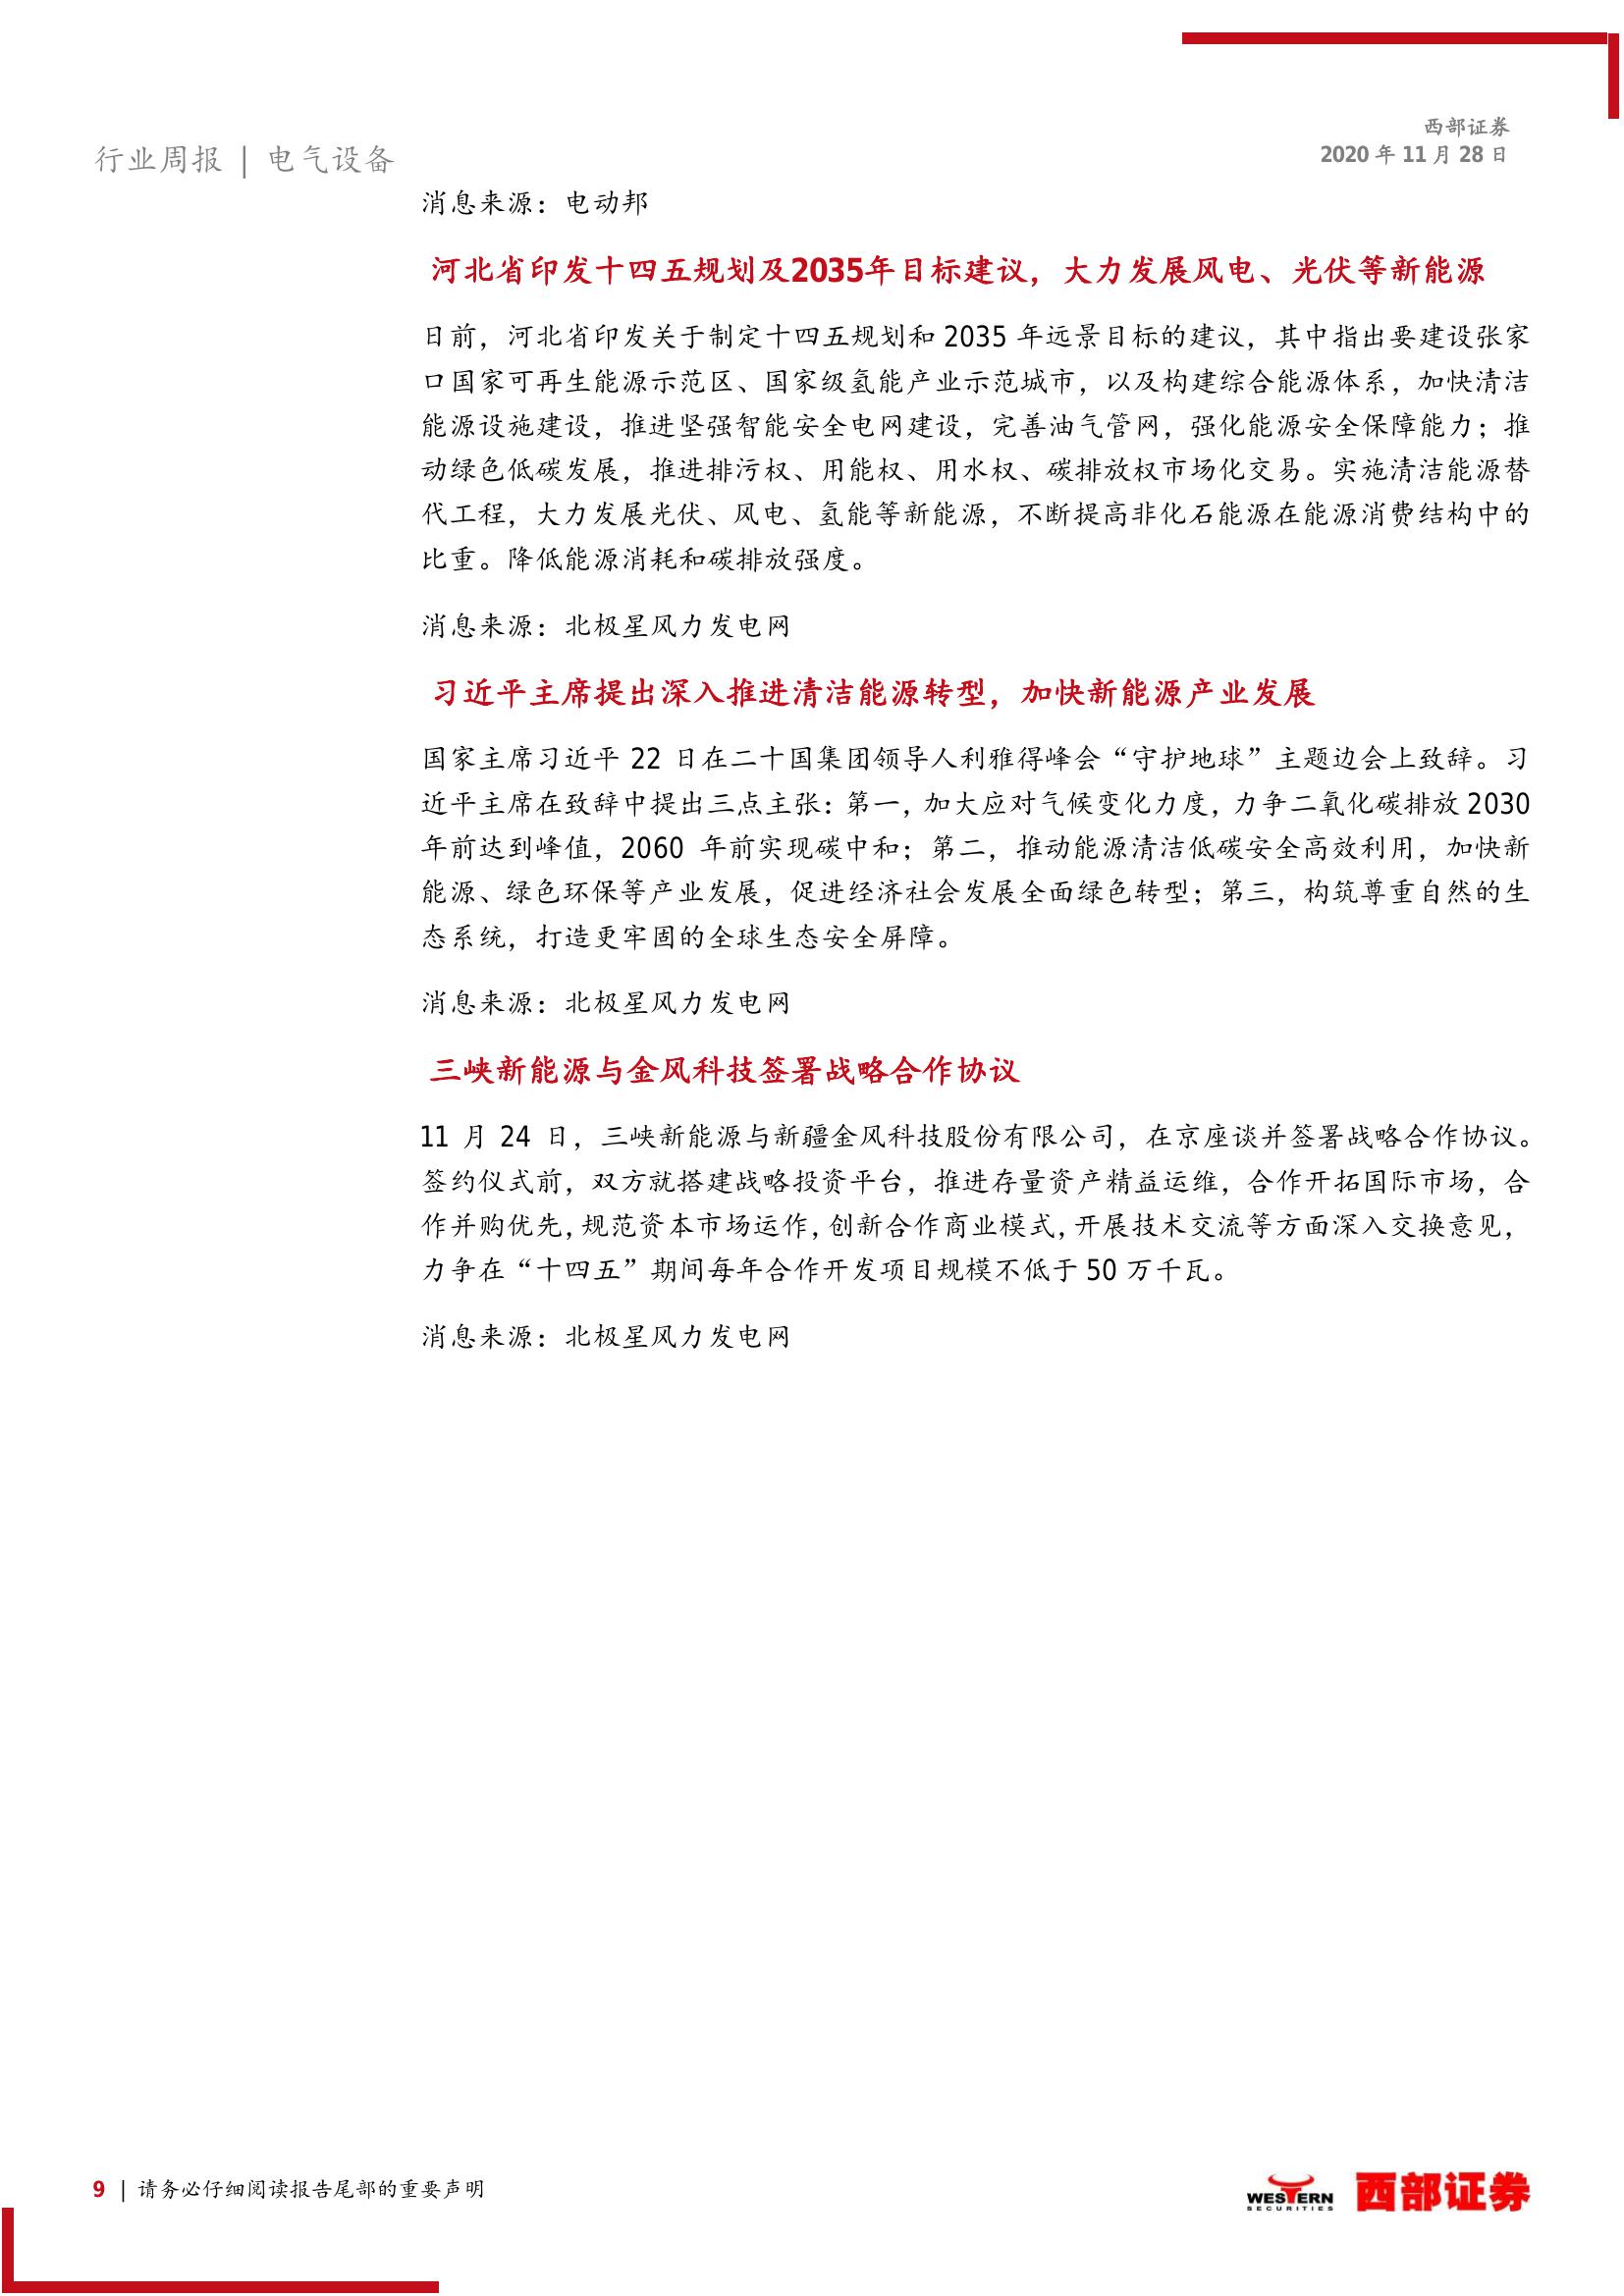 西部证券
行业周报 | 电气设备
2020 年 11 月 28 日
消息来源：电动邦
河北省印发十四五规划及2035年目标建议，大力发展风电、光伏等新能源
日前，河北省印发关于制定十四五规划和 2035 年远景目标的建议，其中指出要建设张家
口国家可再生能源示范区、国家级氢能产业示范城市，以及构建综合能源体系，加快清洁
能源设施建设，推进坚强智能安全电网建设，完善油气管网，强化能源安全保障能力；推
动绿色低碳发展，推进排污权、用能权、用水权、碳排放权市场化交易。实施清洁能源替
代工程，大力发展光伏、风电、氢能等新能源，不断提高非化石能源在能源消费结构中的
比重。降低能源消耗和碳排放强度。
消息来源：北极星风力发电网
习近平主席提出深入推进清洁能源转型，加快新能源产业发展
国家主席习近平 22 日在二十国集团领导人利雅得峰会“守护地球”主题边会上致辞。习
近平主席在致辞中提出三点主张：第一，加大应对气候变化力度，力争二氧化碳排放 2030
年前达到峰值，2060 年前实现碳中和；第二，推动能源清洁低碳安全高效利用，加快新
能源、绿色环保等产业发展，促进经济社会发展全面绿色转型；第三，构筑尊重自然的生
态系统，打造更牢固的全球生态安全屏障。
消息来源：北极星风力发电网
三峡新能源与金风科技签署战略合作协议
11 月 24 日，三峡新能源与新疆金风科技股份有限公司，在京座谈并签署战略合作协议。
签约仪式前，双方就搭建战略投资平台，推进存量资产精益运维，合作开拓国际市场，合
作并购优先，规范资本市场运作，创新合作商业模式，开展技术交流等方面深入交换意见，
力争在“十四五”期间每年合作开发项目规模不低于 50 万千瓦。
消息来源：北极星风力发电网
9 | 请务必仔细阅读报告尾部的重要声明
WESTERN
SECURITIES
西部证券